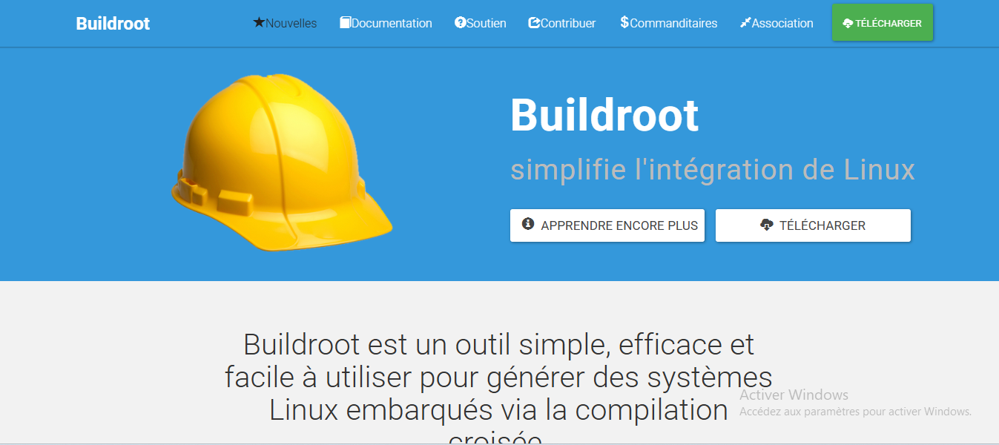 Buildroot
Nouvelles Documentation Soutien Contribuer Commanditaires Association TÉLÉCHARGER
Buildroot
simplifie l'intégration de Linux
APPRENDRE ENCORE PLUS TÉLÉCHARGER
Buildroot est un outil simple, efficace et
facile à utiliser pour générer des systèmes
Linux embarqués via la compilation
croisée
Activer Windows
Accédez aux paramètres pour activer Windows.